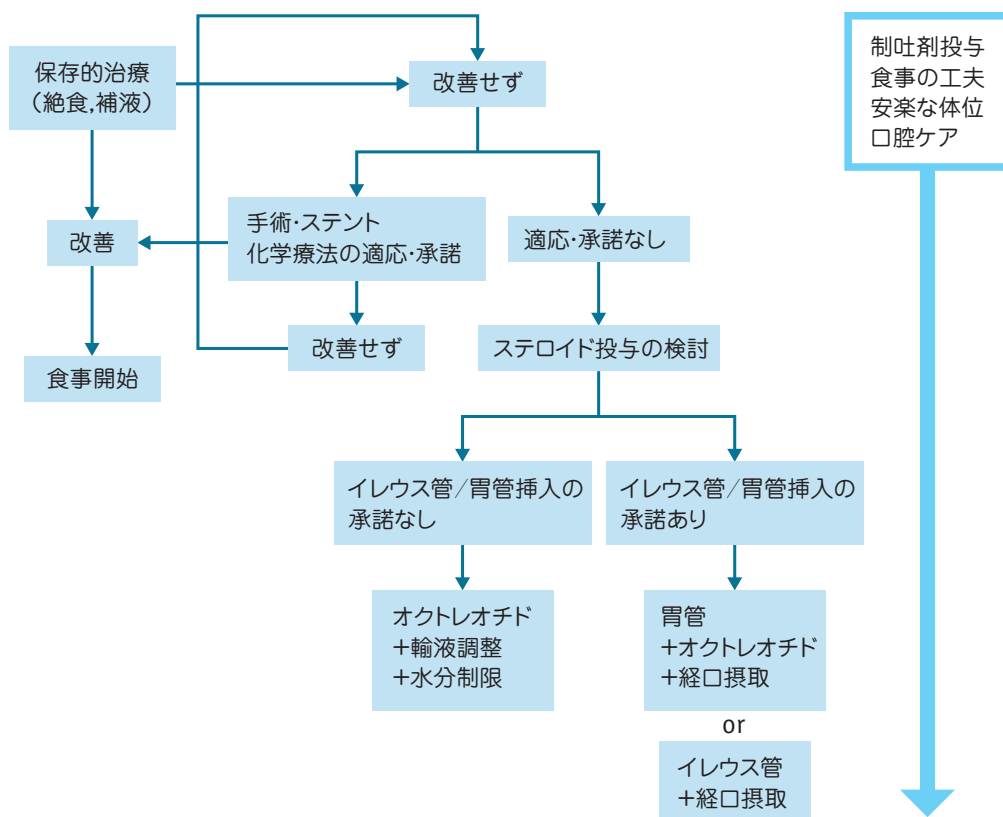 保存的治療
（絶食,補液）
改善せず
制吐剤投与
食事の工夫
安楽な体位
口腔ケア
改善
手術・ステント
化学療法の適応・承諾
適応・承諾なし
改善せず
ステロイド投与の検討
食事開始
イレウス管/胃管挿入の
承諾なし
イレウス管/胃管挿入の
承諾あり
オクトレオチド
+輸液調整
+水分制限
胃管
+オクトレオチド
+経口摂取
or
イレウス管
+経口摂取